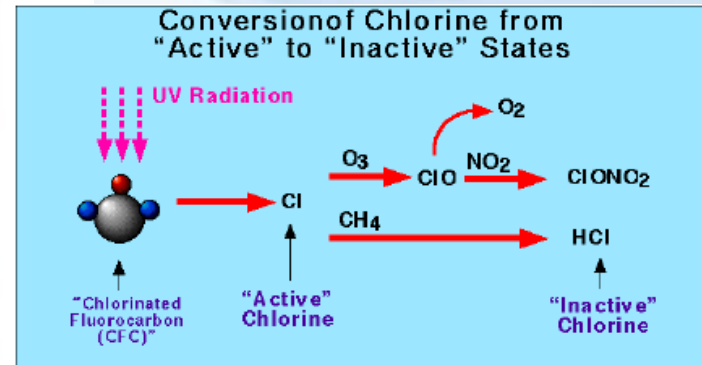 Conversionof Chlorine from
“Active” to “Inactive” States
UV Radiation
O2
O3
ClO
NO2
ClONO2
Cl
CH4
HCl
“Chlorinated
Fluorocarbon
(CFC)”
“Active”
Chlorine
“Inactive”
Chlorine